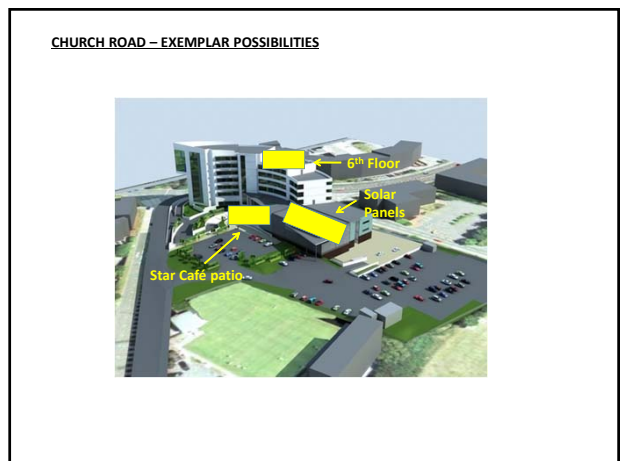 CHURCH ROAD – EXEMPLAR POSSIBILITIES
6th Floor
Solar
Panels
Star Café patio